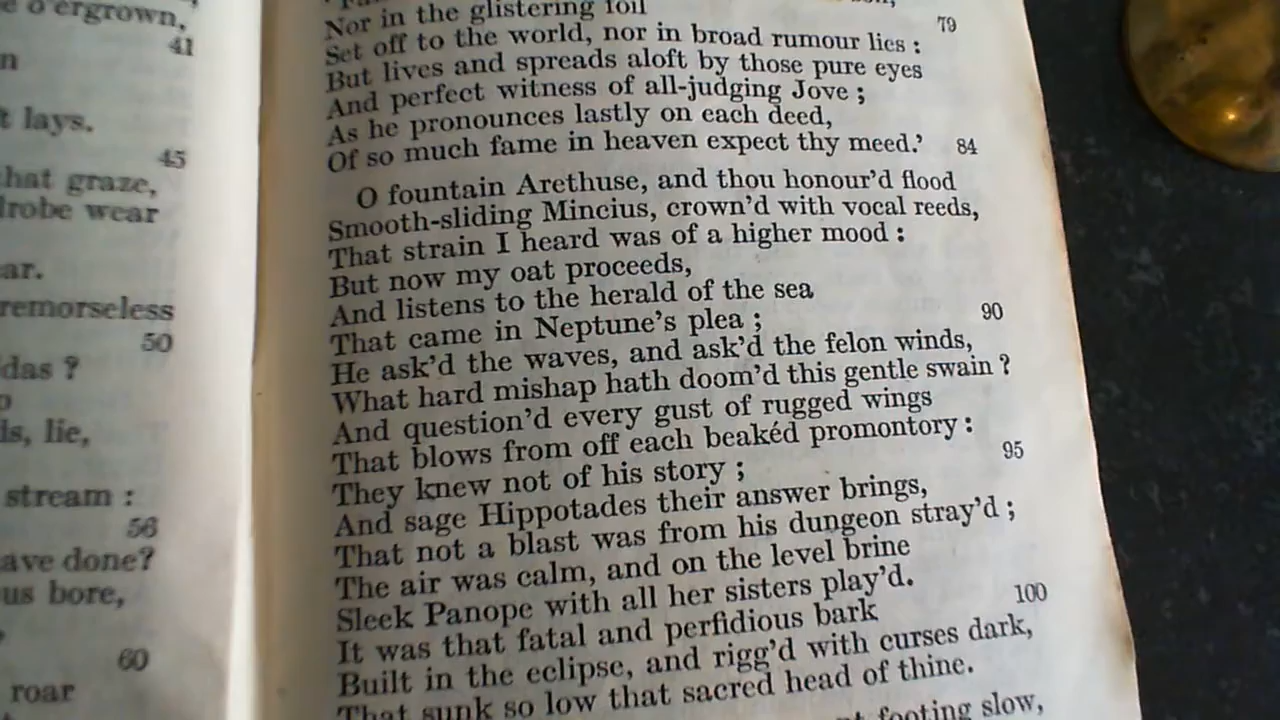 o'ergrown,
41
n
t lays.
45
hat graze,
drobe wear
ar.
remorseless
50
das ?
ds, lie,
stream :
56
ave done?
us bore,
60
roar
Nor in the glistering foil
79
Set off to the world, nor in broad rumour lies :
But lives and spreads aloft by those pure eyes
And perfect witness of all-judging Jove ;
As he pronounces lastly on each deed,
Of so much fame in heaven expect thy meed.' 84
O fountain Arethuse, and thou honour'd flood
Smooth-sliding Mincius, crown'd with vocal reeds,
That strain I heard was of a higher mood :
But now my oat proceeds,
And listens to the herald of the sea
That came in Neptune's plea ; 90
He ask'd the waves, and ask'd the felon winds,
What hard mishap hath doom'd this gentle swain ?
And question'd every gust of rugged wings
That blows from off each beakéd promontory :
They knew not of his story ; 95
And sage Hippotades their answer brings,
That not a blast was from his dungeon stray'd ;
The air was calm, and on the level brine
Sleek Panope with all her sisters play'd.
It was that fatal and perfidious bark 100
Built in the eclipse, and rigg'd with curses dark,
That sunk so low that sacred head of thine.
footing slow,